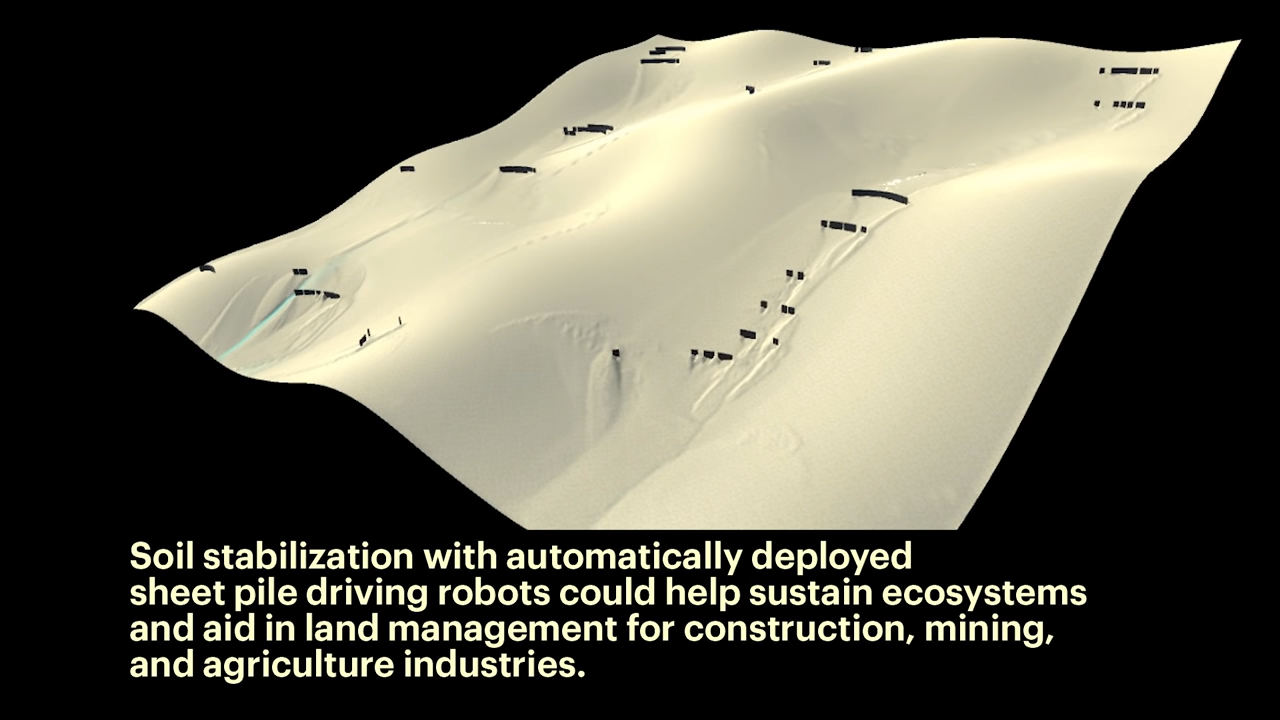 Soil stabilization with automatically deployed
sheet pile driving robots could help sustain ecosystems
and aid in land management for construction, mining,
and agriculture industries.